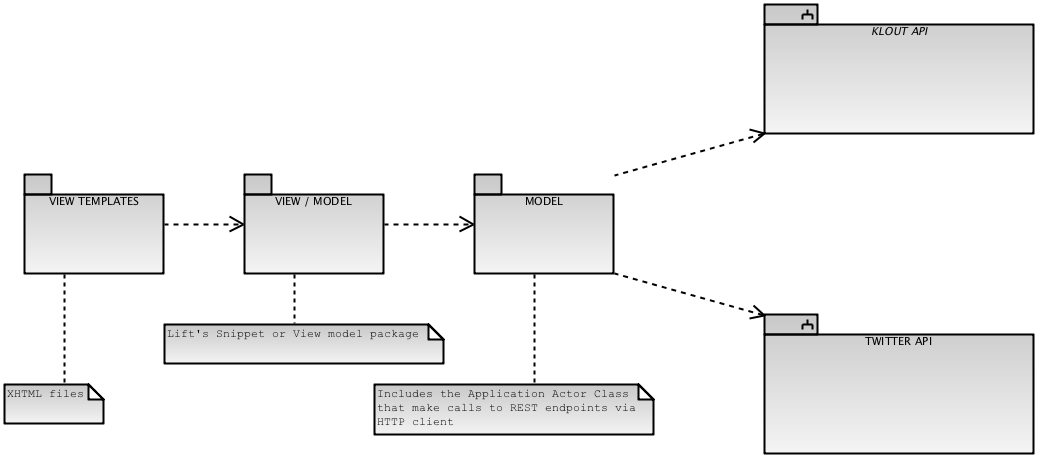 KLOUT API
VIEW TEMPLATES
VIEW / MODEL
MODEL
Lift's Snippet or View model package
TWITTER API
XHTML files
Includes the Application Actor Class
that make calls to REST endpoints via
HTTP client